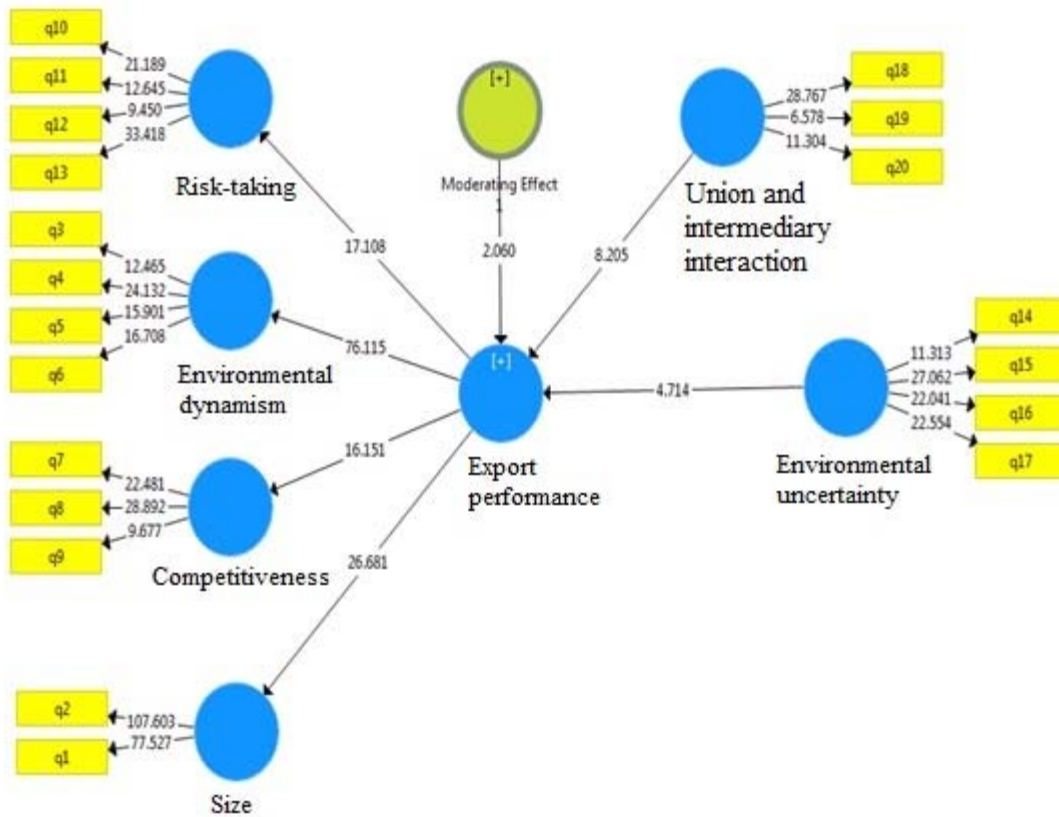 q10
q11
q12
q13
21.189
12.645
9.450
33.418
Risk-taking
[+]
Moderating Effect
1
2.060
q18
q19
q20
28.767
6.578
11.304
Union and
intermediary
interaction
8.205
17.108
q3
q4
q5
q6
12.465
24.132
15.901
16.708
Environmental
dynamism
76.115
[+]
Export
performance
4.714
q14
q15
q16
q17
11.313
27.062
22.041
22.554
Environmental
uncertainty
q7
q8
q9
22.481
28.892
9.677
Competitiveness
16.151
26.681
q2
q1
107.603
77.527
Size